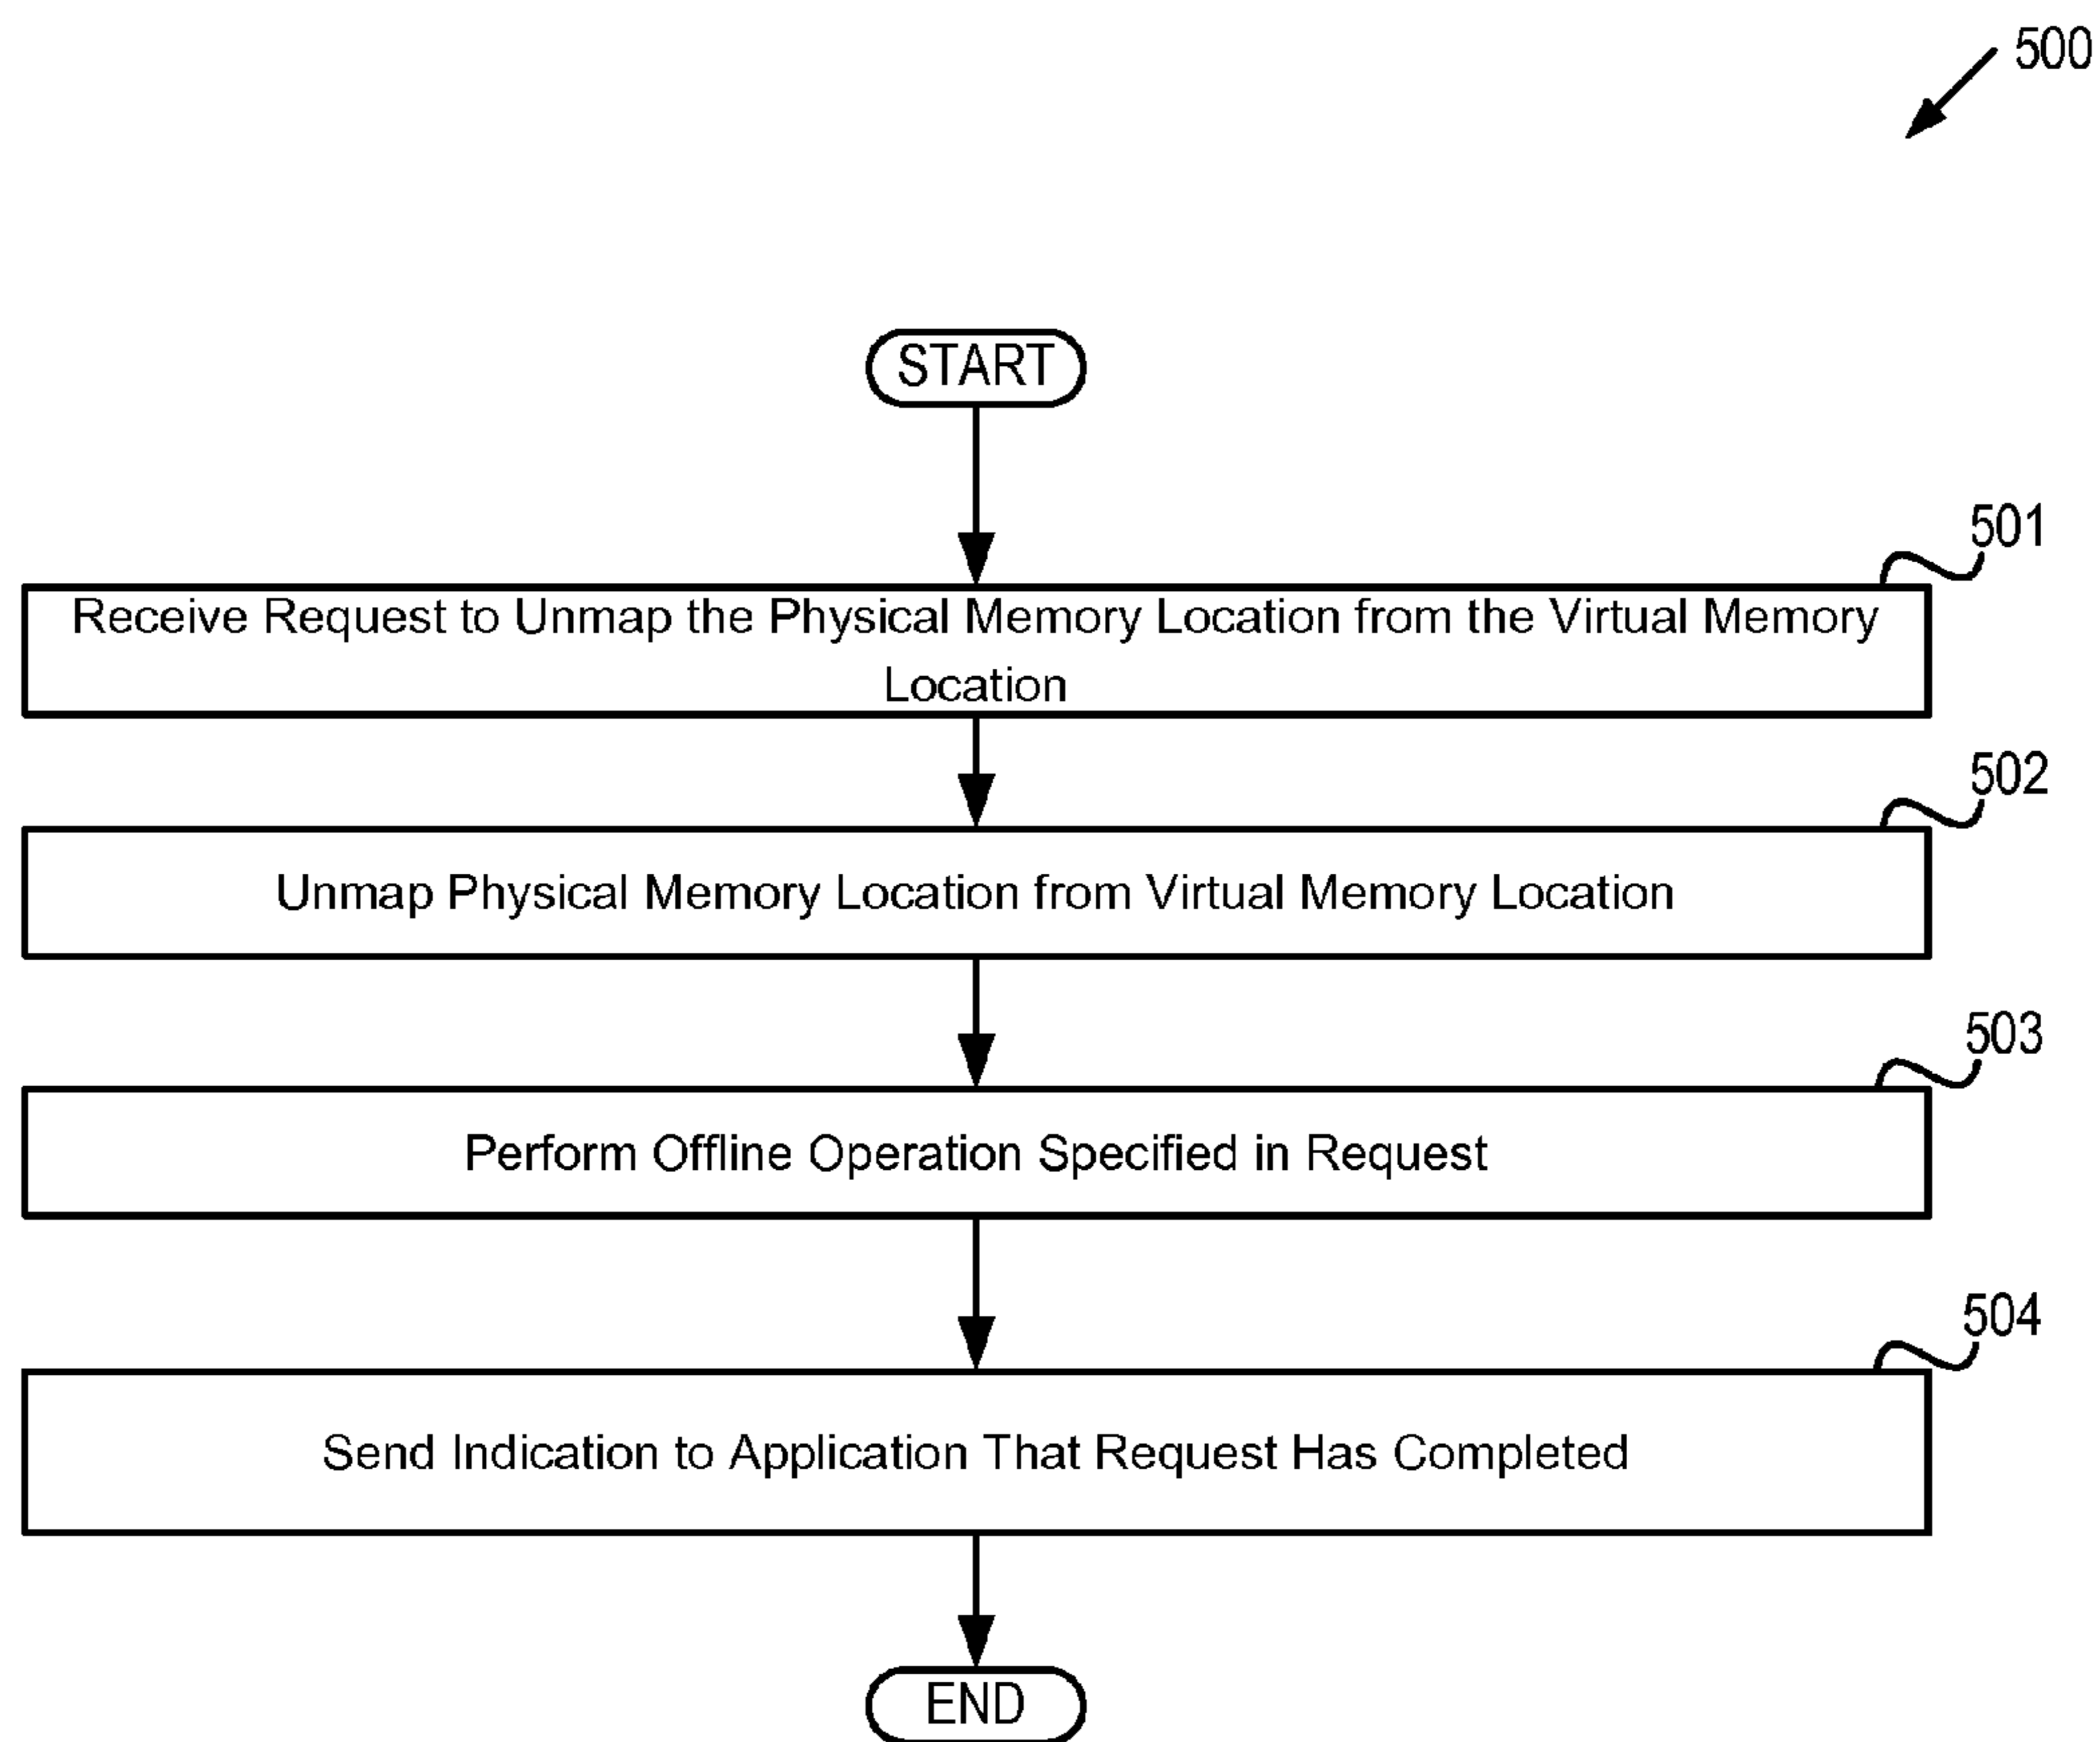 500
START
501
Receive Request to Unmap the Physical Memory Location from the Virtual Memory
Location
502
Unmap Physical Memory Location from Virtual Memory Location
503
Perform Offline Operation Specified in Request
504
Send Indication to Application That Request Has Completed
END